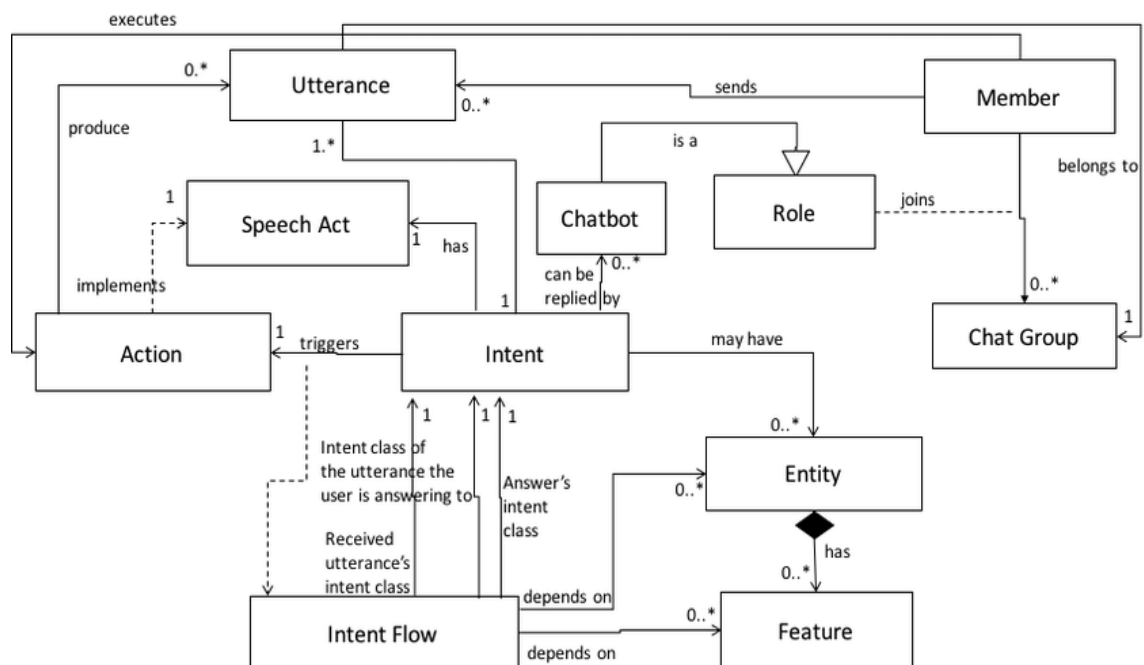 executes
Utterance
0.*
0..*
sends
Member
produce
1.*
is a
belongs to
1
Speech Act
1
has
Chatbot
Role
joins
implements
can be
replied by
0..*
0..*
1
1
Action
1
triggers
Intent
may have
Chat Group
1
1
1
0..*
Intent class of
the utterance the
user is answering to
Answer's
intent
class
Entity
0..*
Received
utterance's
intent class
has
0..*
depends on
0..*
Intent Flow
Feature
depends on